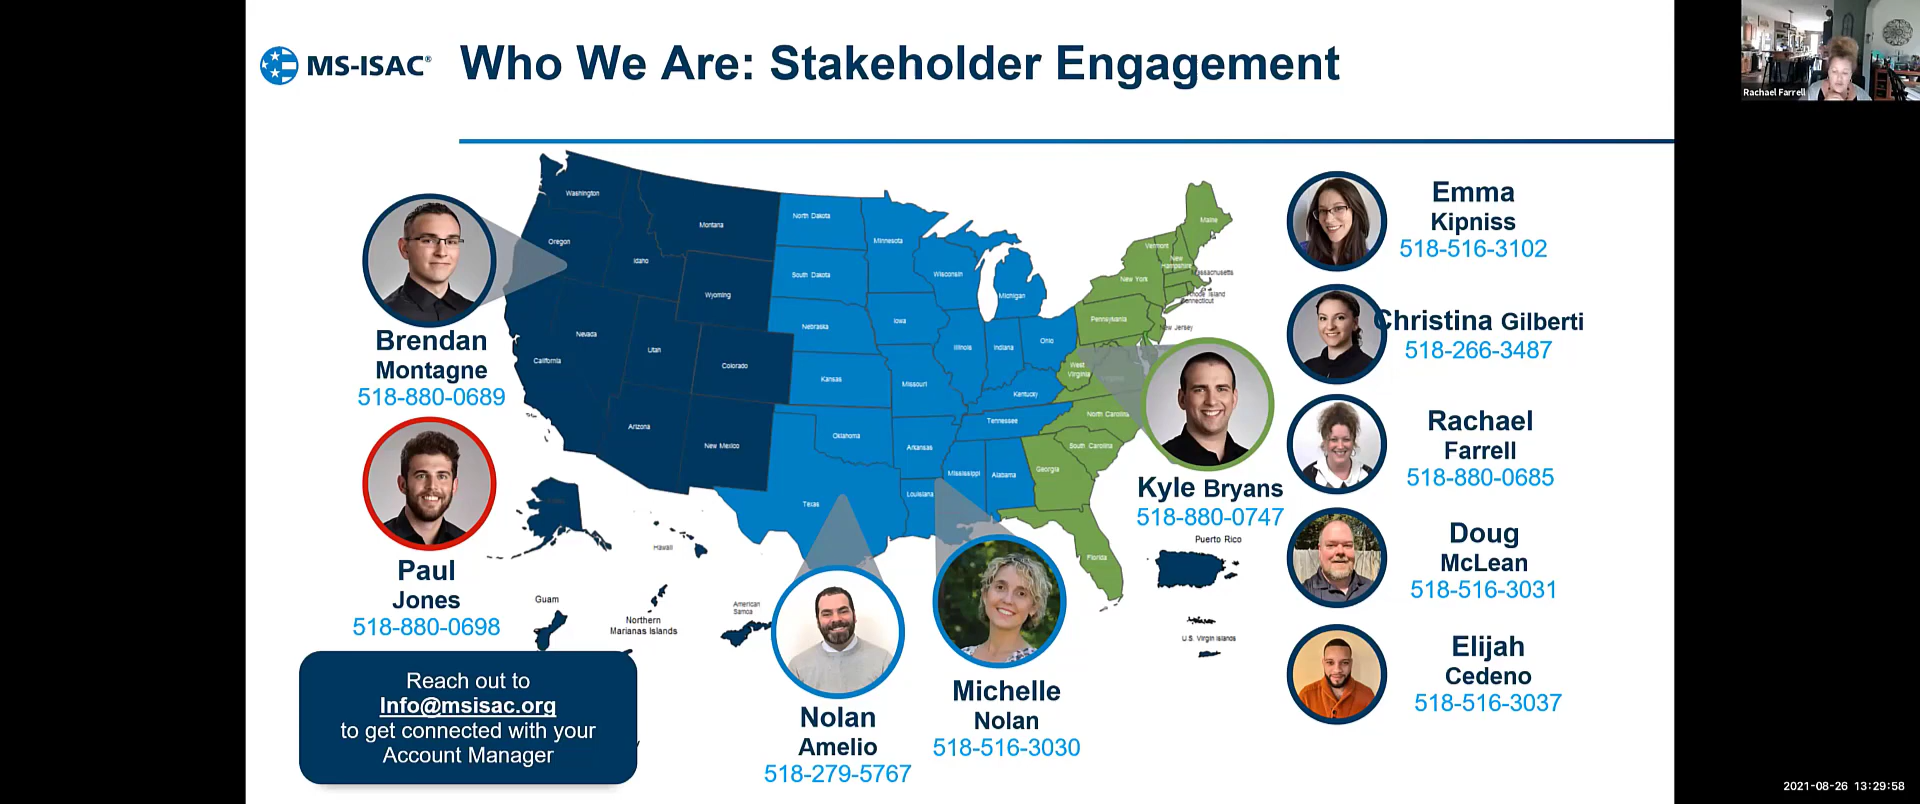 MS-ISAC®
Who We Are: Stakeholder Engagement
Rachael Farrell
Washington
Oregon
Idaho
Montana
Wyoming
Nevada
California
Utah
Colorado
Arizona
New Mexico
North Dakota
South Dakota
Nebraska
Kansas
Oklahoma
Texas
Minnesota
Iowa
Missouri
Arkansas
Louisiana
Wisconsin
Illinois
Michigan
Indiana
Ohio
Kentucky
Tennessee
Mississippi
Alabama
Maine
Vermont
New
Hampshire
Massachusetts
Rhode Island
Connecticut
New York
Pennsylvania
New Jersey
West
Virginia
North Carolina
South Carolina
Georgia
Florida
Hawaii
Guam
Northern
Marianas Islands
American
Samoa
Puerto Rico
U.S. Virgin Islands
Brendan
Montagne
518-880-0689
Paul
Jones
518-880-0698
Reach out to
Info@msisac.org
to get connected with your
Account Manager
Nolan
Amelio
518-279-5767
Michelle
Nolan
518-516-3030
Kyle Bryans
518-880-0747
Emma
Kipniss
518-516-3102
Christina Gilberti
518-266-3487
Rachael
Farrell
518-880-0685
Doug
McLean
518-516-3031
Elijah
Cedeno
518-516-3037
2021-08-26 13:29:58